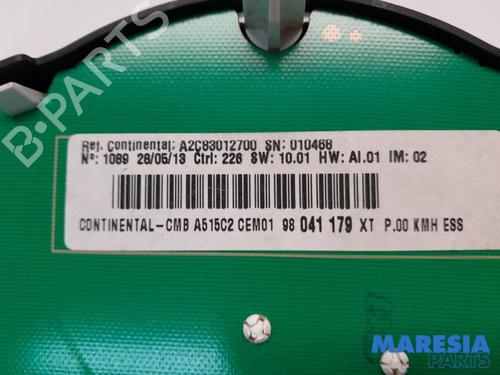 Ref. Continental: A2C83012700 SN: 010468
Nº: 1089 28/05/13 Ctrl: 226 SW: 10.01 HW: AI.01 IM: 02
CONTINENTAL-CMB A515C2 CEM01 98 041 179 XT P.00 KMH ESS
B-PARTS
MARESIA
PARTS